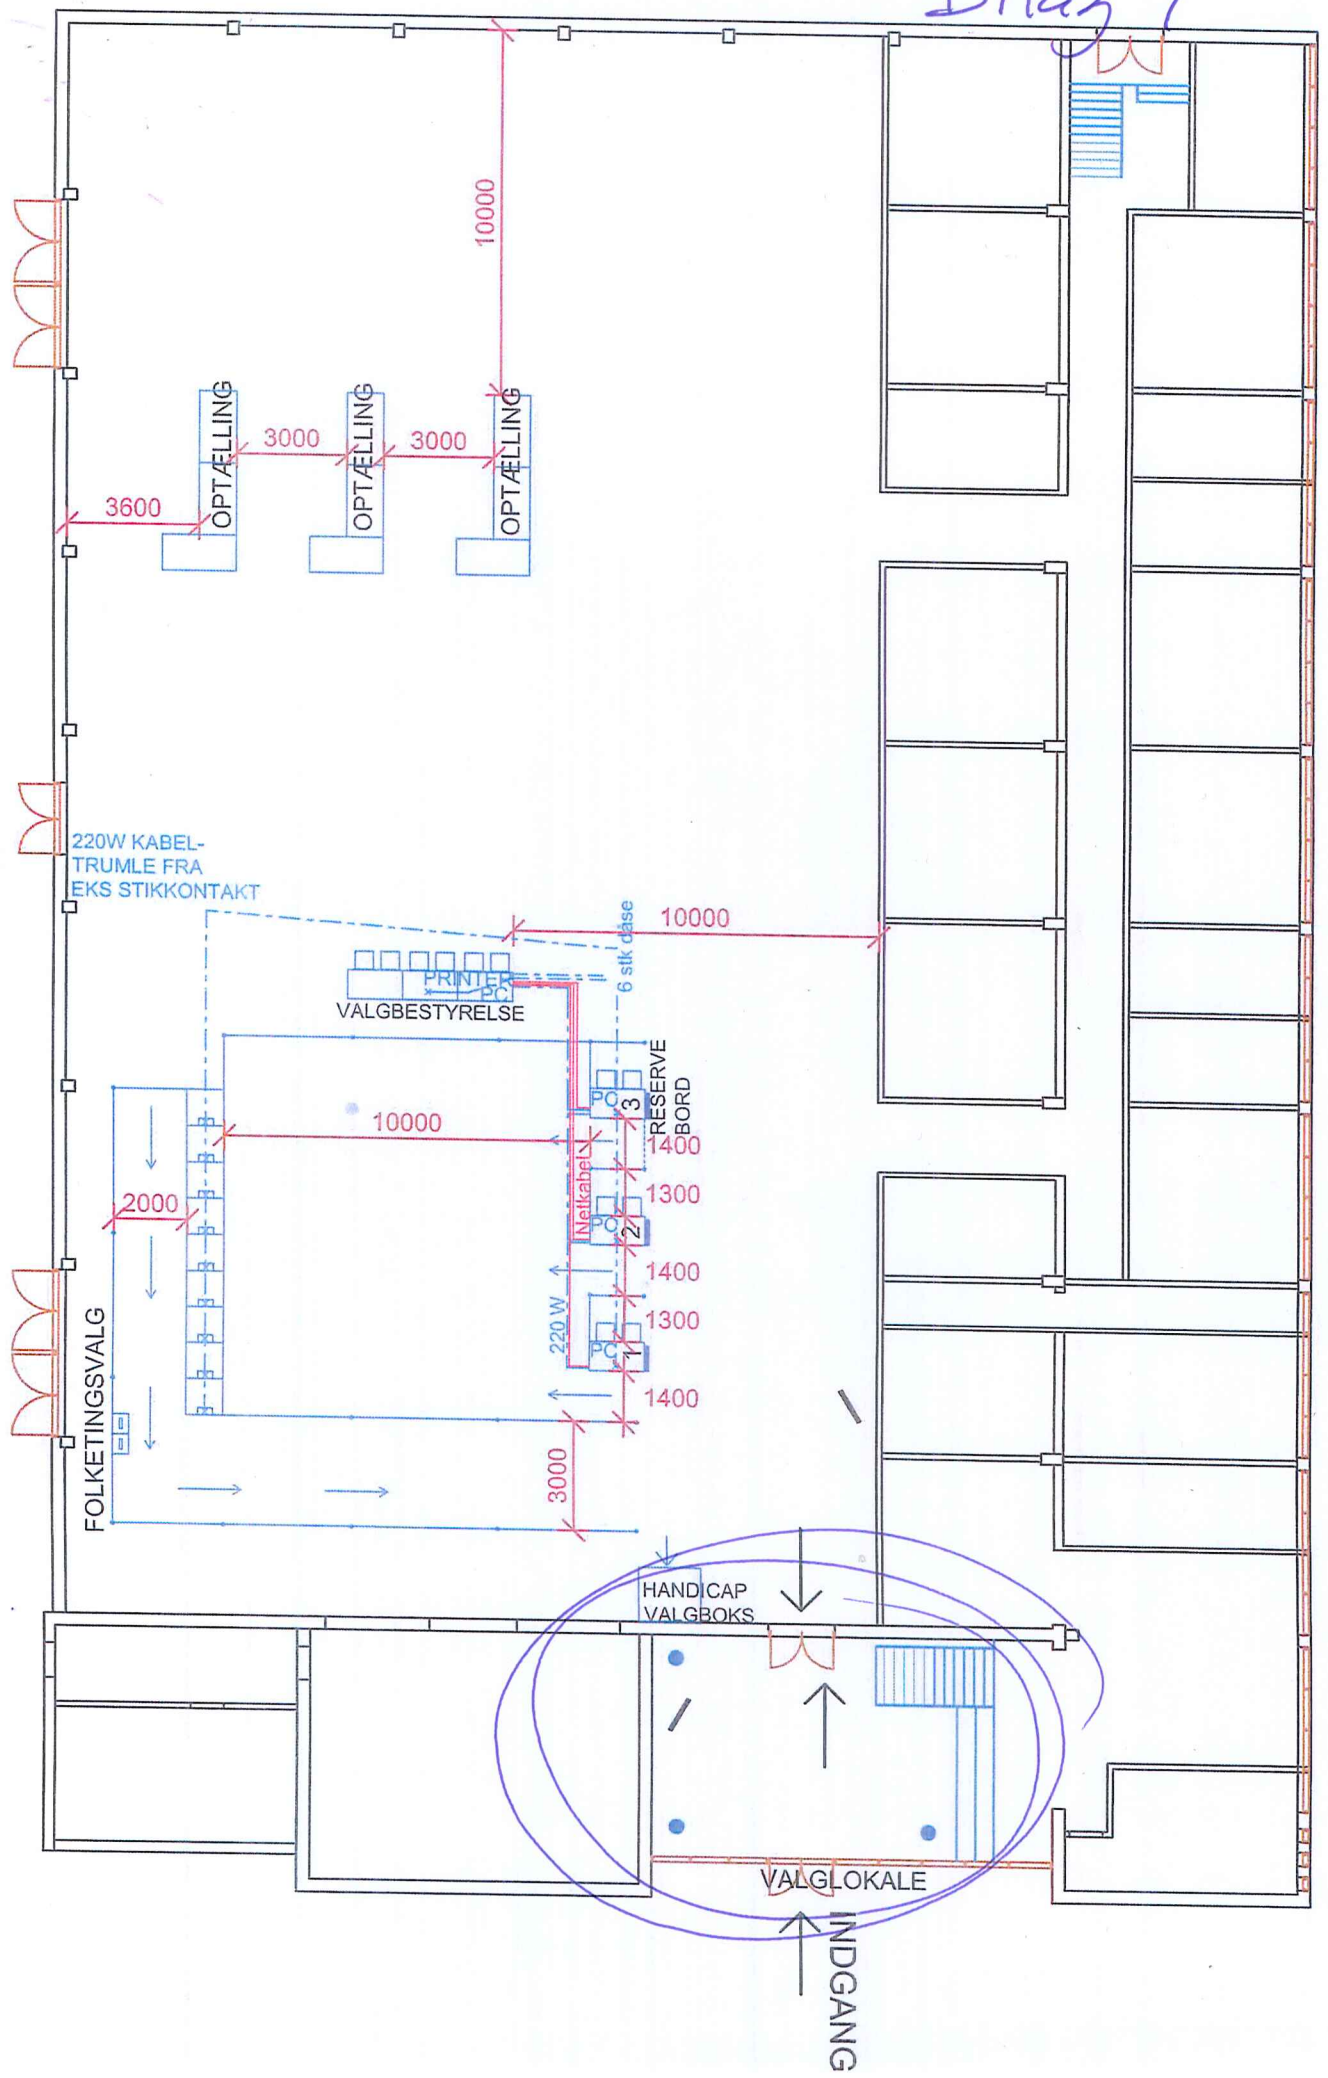 Bilag 1
10000
OPTÆLLING
3000
OPTÆLLING
3000
OPTÆLLING
3600
220W KABEL-
TRUMLE FRA
EKS STIKKONTAKT
10000
6 stk dåse
PRINTER
PC
VALGBESTYRELSE
RESERVE
BORD
PC
3
10000
1400
Netkabel
1300
2000
PC
2
1400
220 W
1300
PC
1
1400
FOLKETINGSVALG
3000
HANDICAP
VALGBOKS
VALGLOKALE
INDGANG